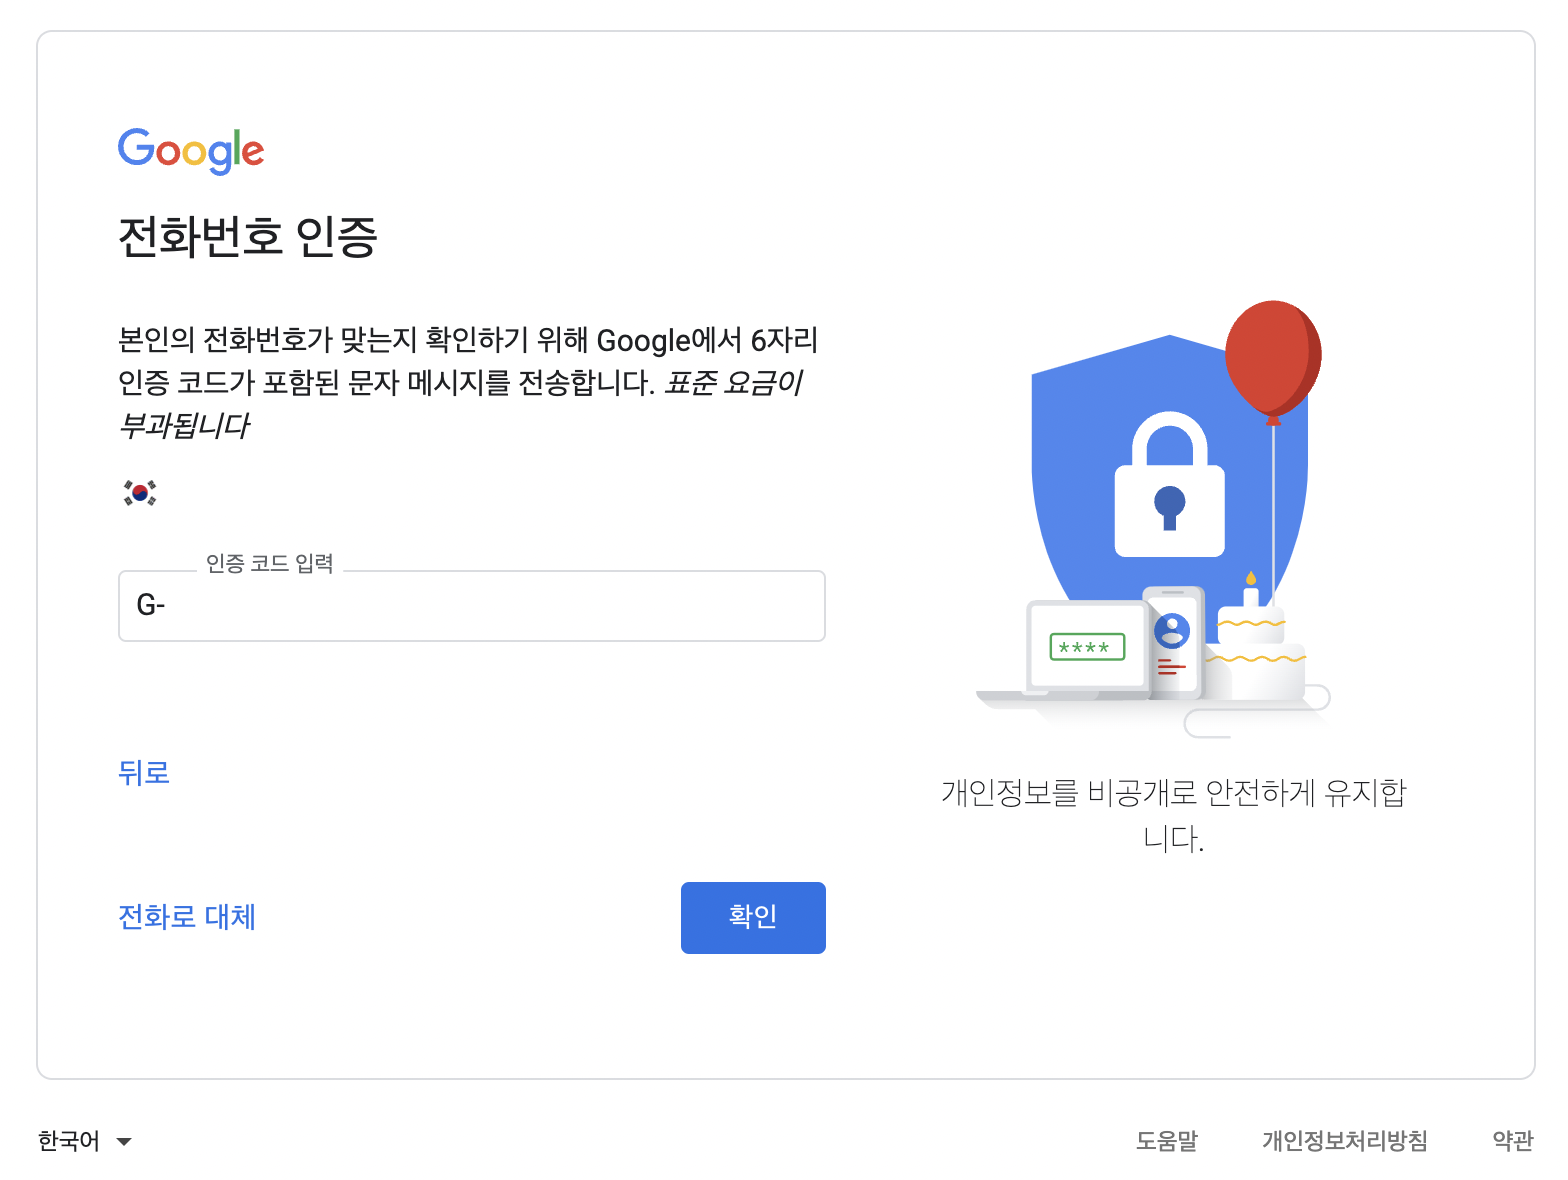 Google
전화번호 인증
본인의 전화번호가 맞는지 확인하기 위해 Google에서 6자리
인증 코드가 포함된 문자 메시지를 전송합니다. 표준 요금이
부과됩니다
인증 코드 입력
G-
뒤로
전화로 대체
확인
****
개인정보를 비공개로 안전하게 유지합
니다.
한국어
도움말
개인정보처리방침
약관